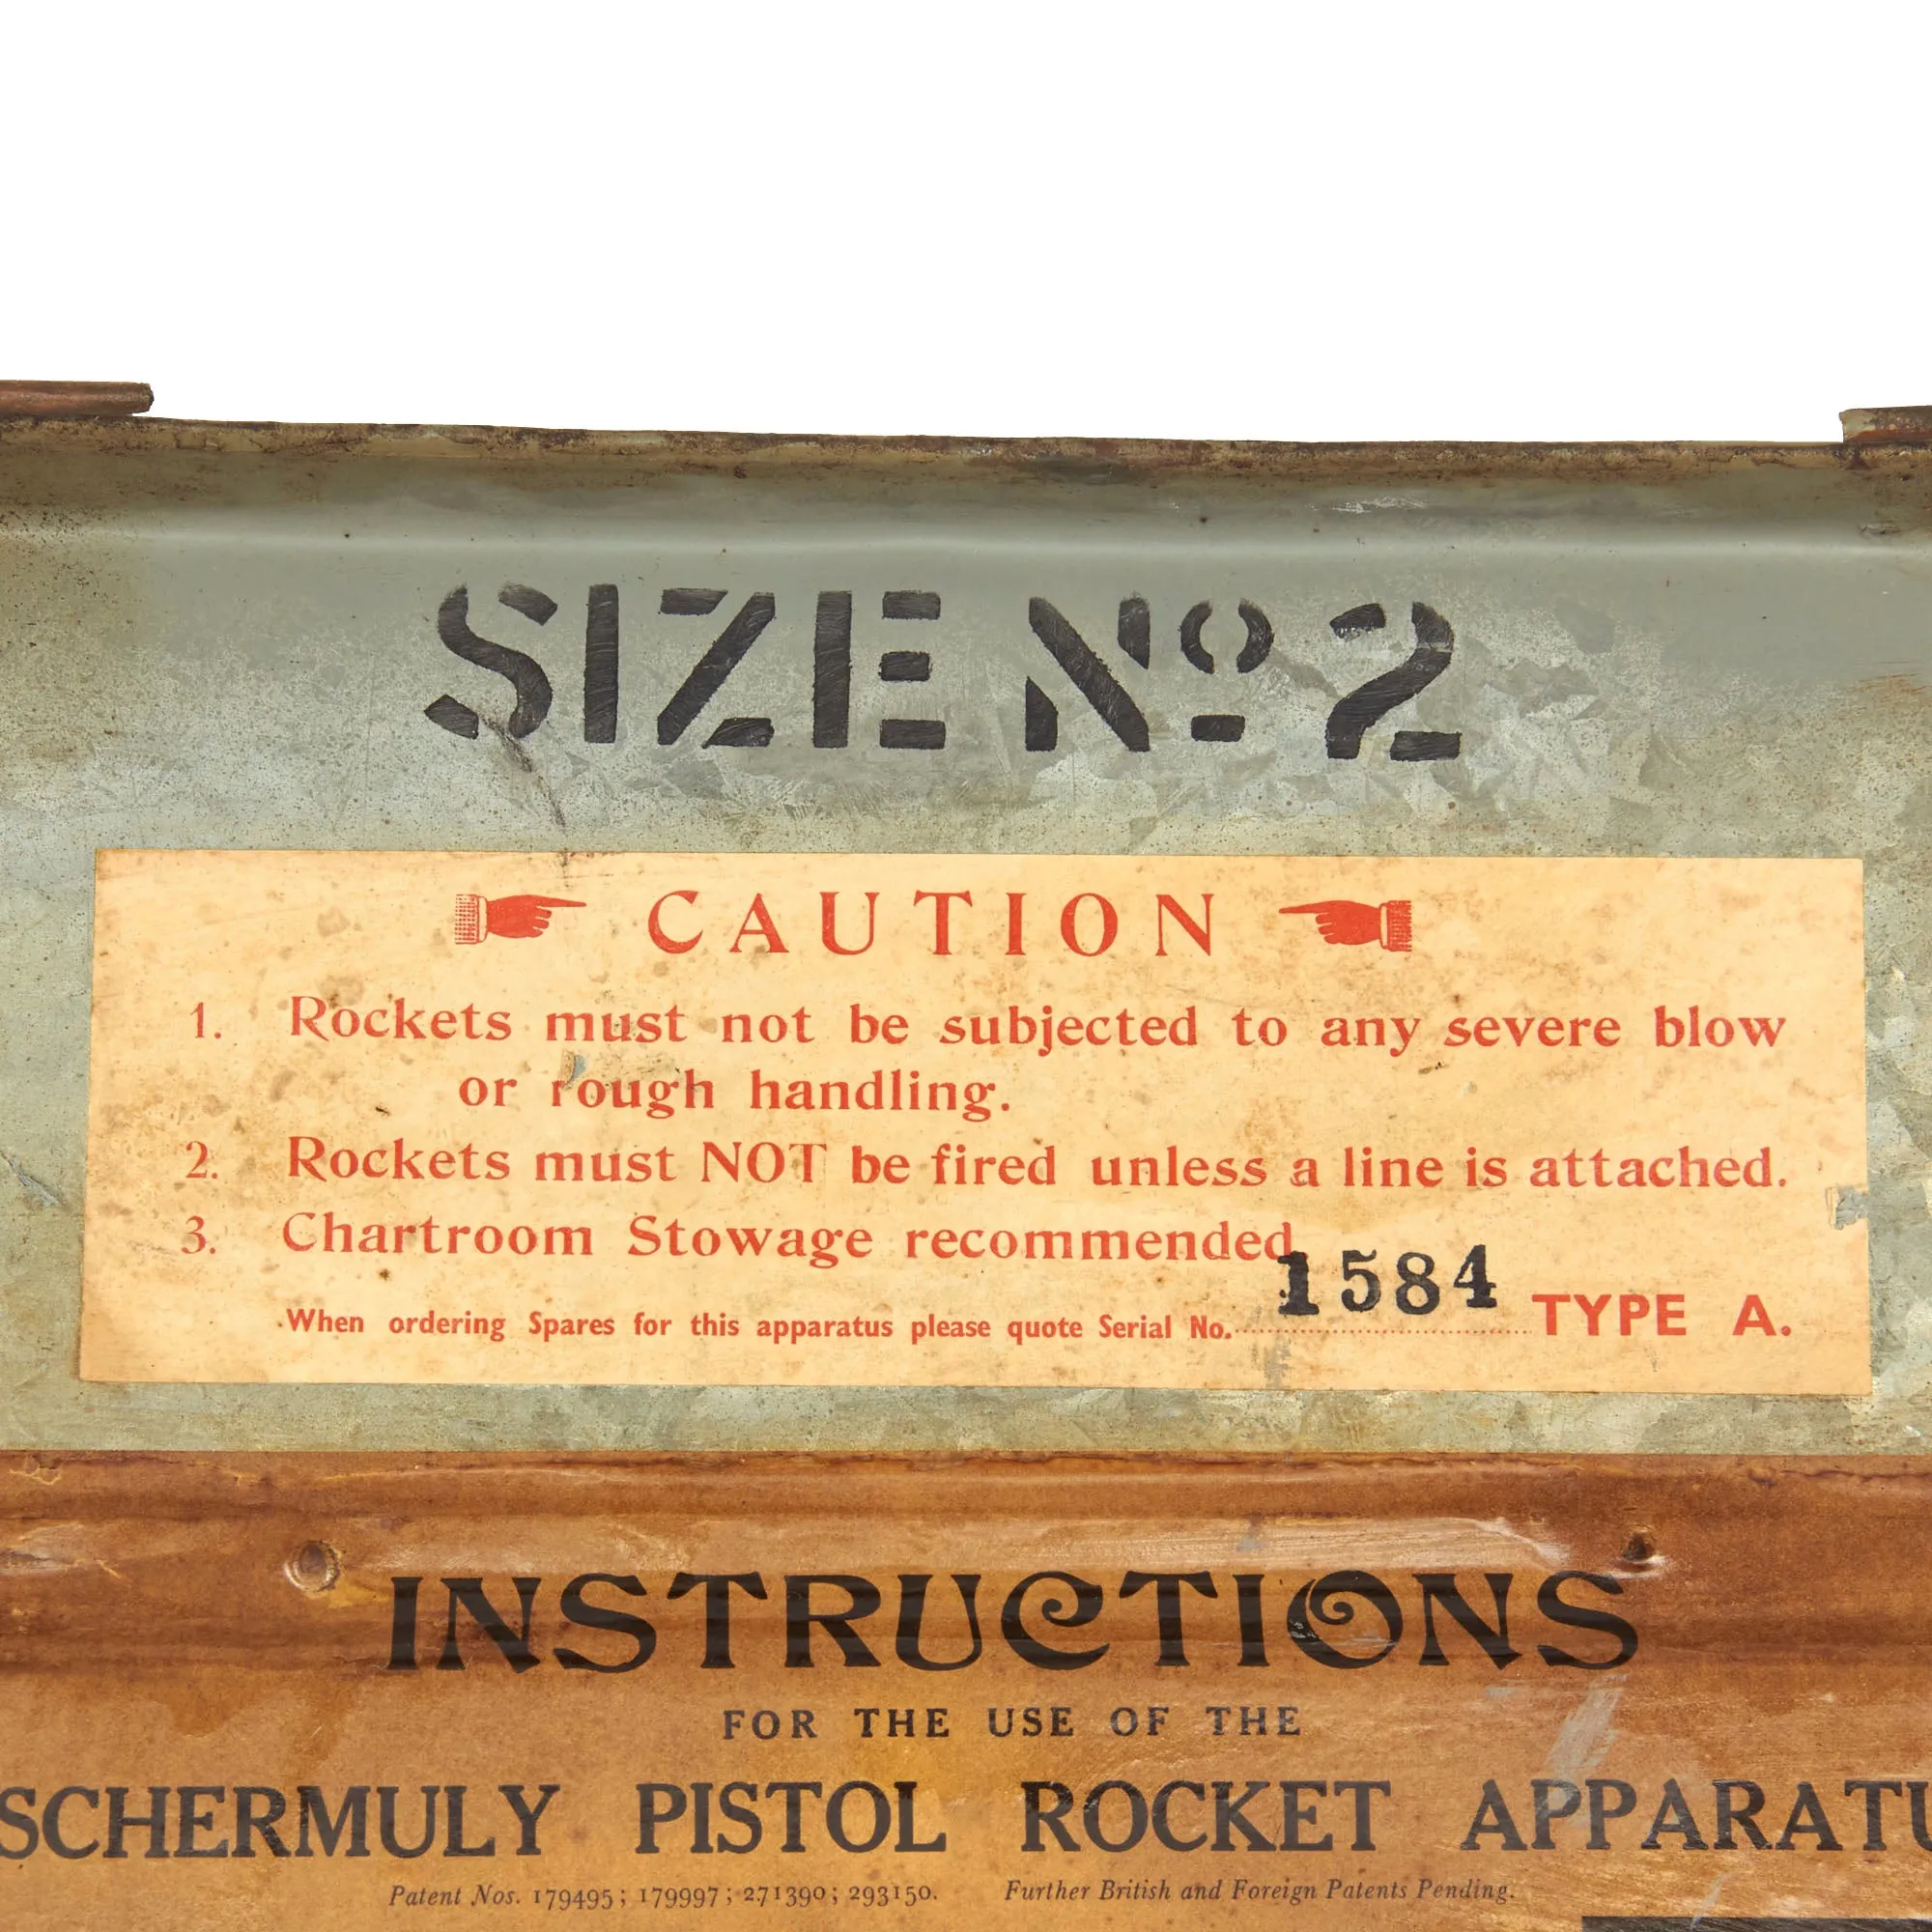 SIZE Nº 2
CAUTION
1. Rockets must not be subjected to any severe blow
or rough handling.
2. Rockets must NOT be fired unless a line is attached.
3. Chartroom Stowage recommended
When ordering Spares for this apparatus please quote Serial No. 1584 TYPE A.
INSTRUCTIONS
FOR THE USE OF THE
SCHERMULY PISTOL ROCKET APPARATU
Patent Nos. 179495; 179997; 271390; 293150. Further British and Foreign Patents Pending.